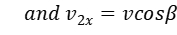 and v₂ₓ = vcosβ